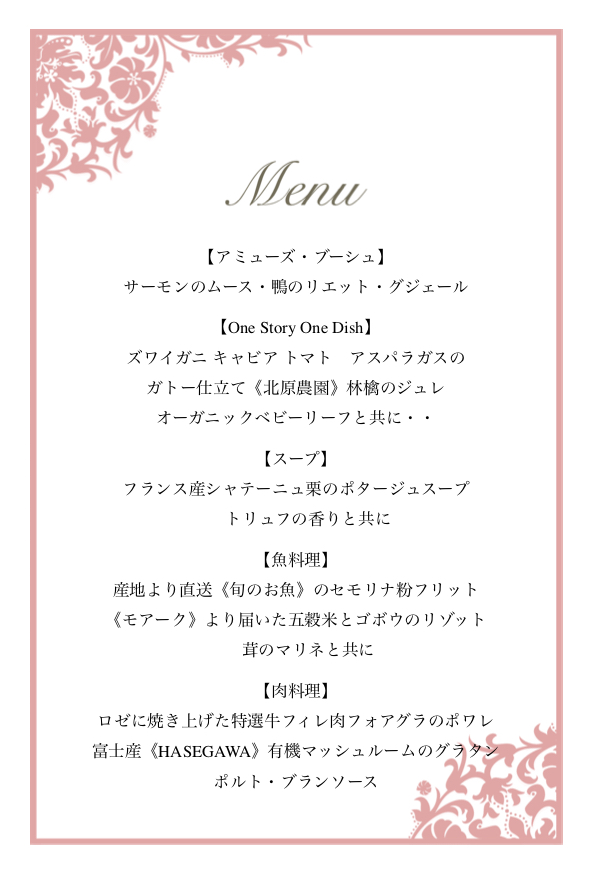 Menu
【アミューズ・ブーシュ】
サーモンのムース・鴨のリエット・グジェール
【One Story One Dish】
ズワイガニ キャビア トマト　アスパラガスの
ガトー仕立て《北原農園》林檎のジュレ
オーガニックベビーリーフと共に・・
【スープ】
フランス産シャテーニュ栗のポタージュスープ
トリュフの香りと共に
【魚料理】
産地より直送《旬のお魚》のセモリナ粉フリット
《モアーク》より届いた五穀米とゴボウのリゾット
茸のマリネと共に
【肉料理】
ロゼに焼き上げた特選牛フィレ肉フォアグラのポワレ
富士産《HASEGAWA》有機マッシュルームのグラタン
ポルト・ブランソース